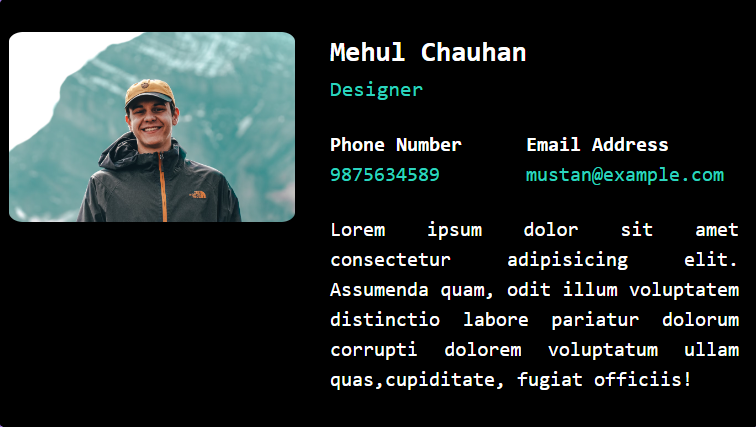 Mehul Chauhan
Designer
Phone Number Email Address
9875634589 mustan@example.com
Lorem ipsum dolor sit amet
consectetur adipisicing elit.
Assumenda quam, odit illum voluptatem
distinctio labore pariatur dolorum
corrupti dolorem voluptatum ullam
quas,cupiditate, fugiat officiis!